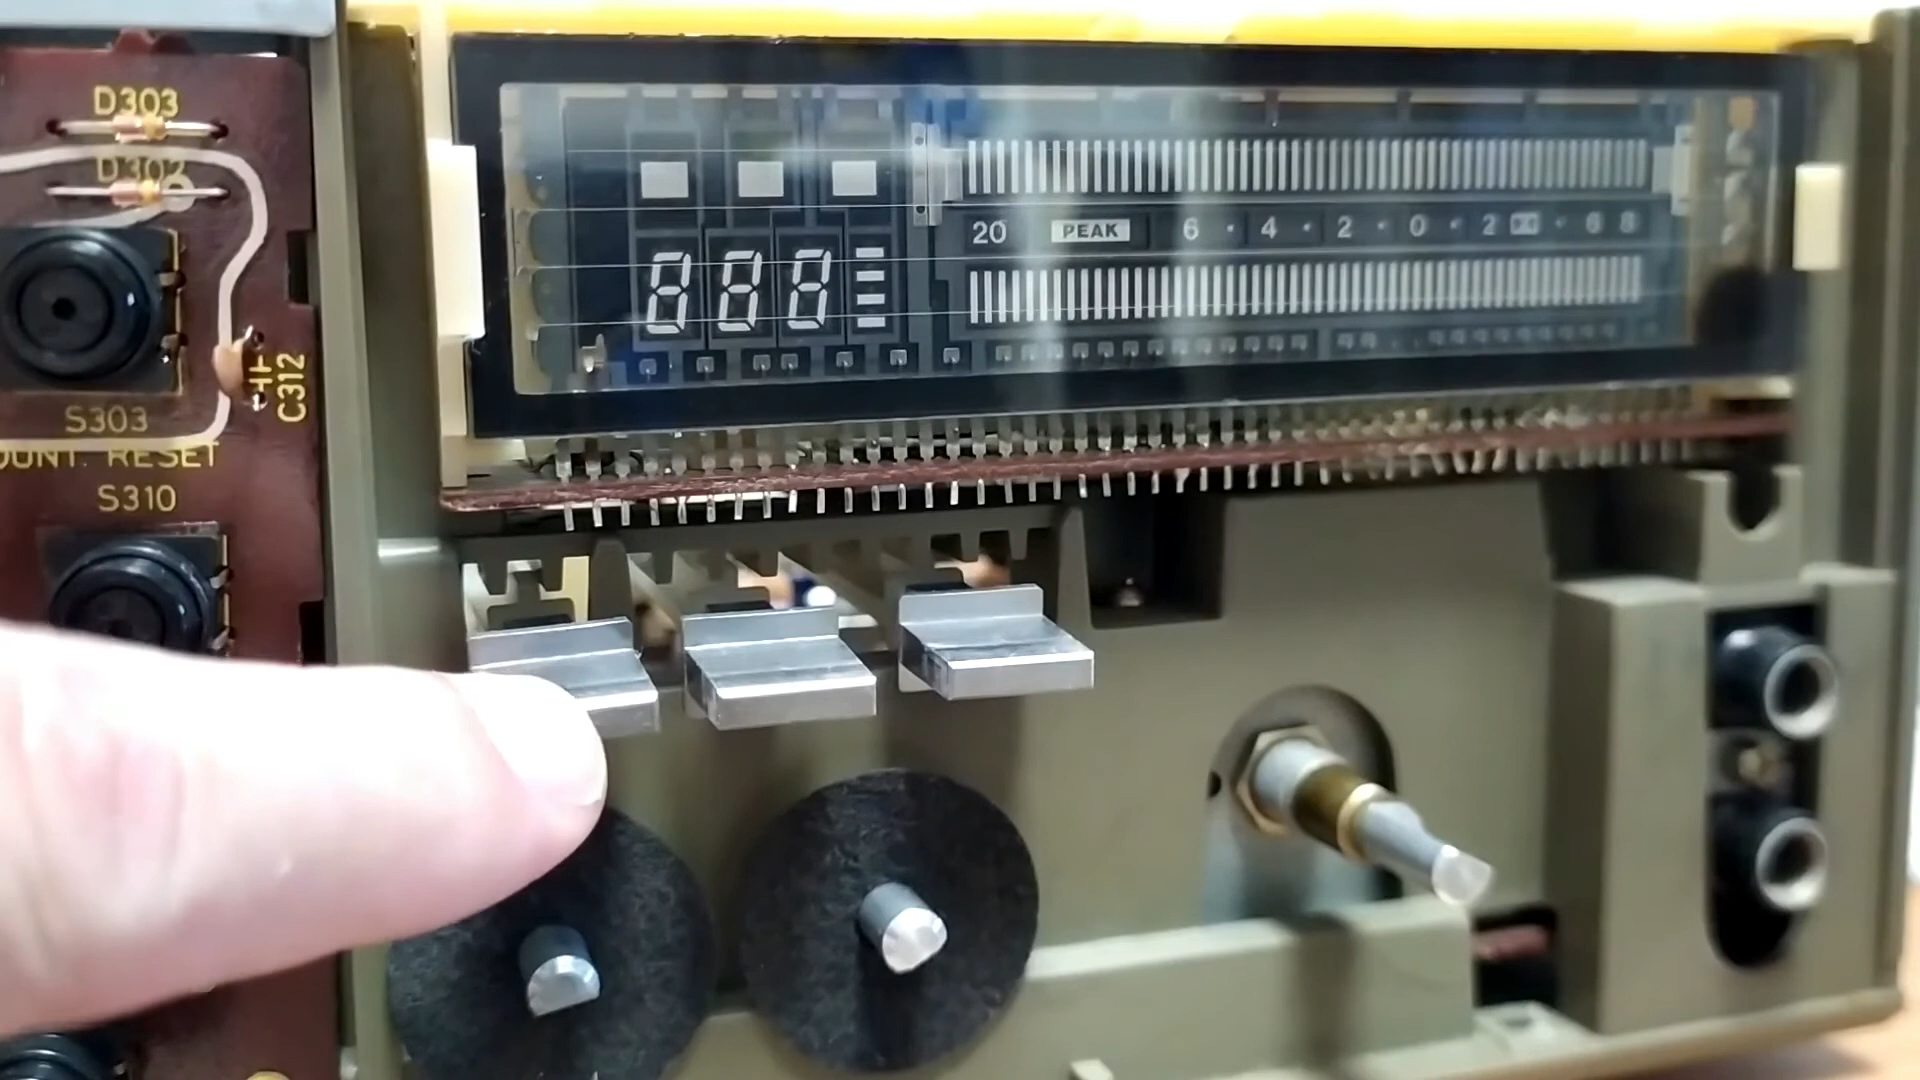 D303
D302
C312
S303
OUNT. RESET
S310
888
20 PEAK 6 · 4 · 2 · 0 · 2 · 6 8